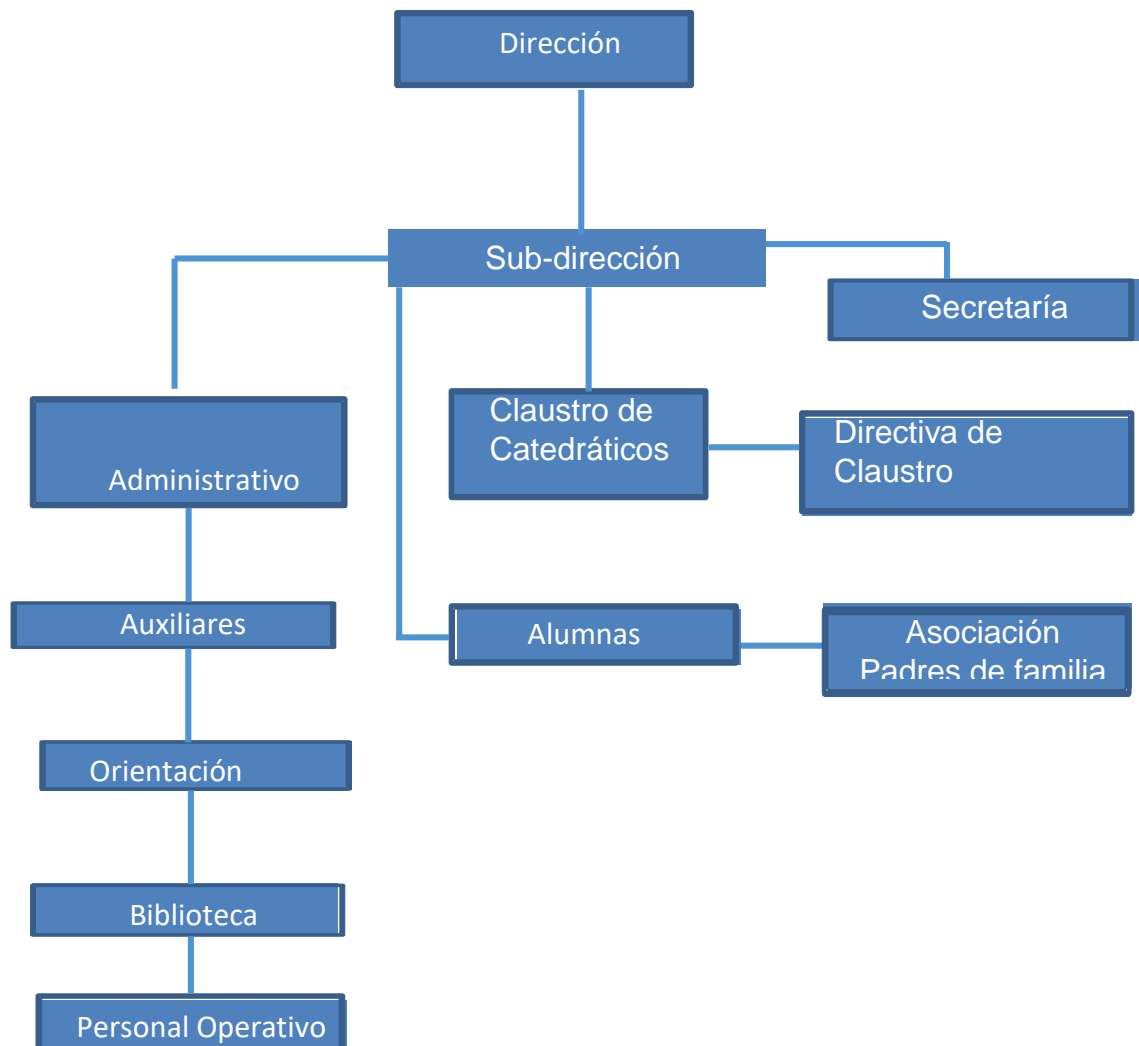 Dirección
Sub-dirección
Secretaría
Claustro de
Catedráticos
Directiva de
Claustro
Administrativo
Auxiliares
Alumnas
Asociación
Padres de familia
Orientación
Biblioteca
Personal Operativo